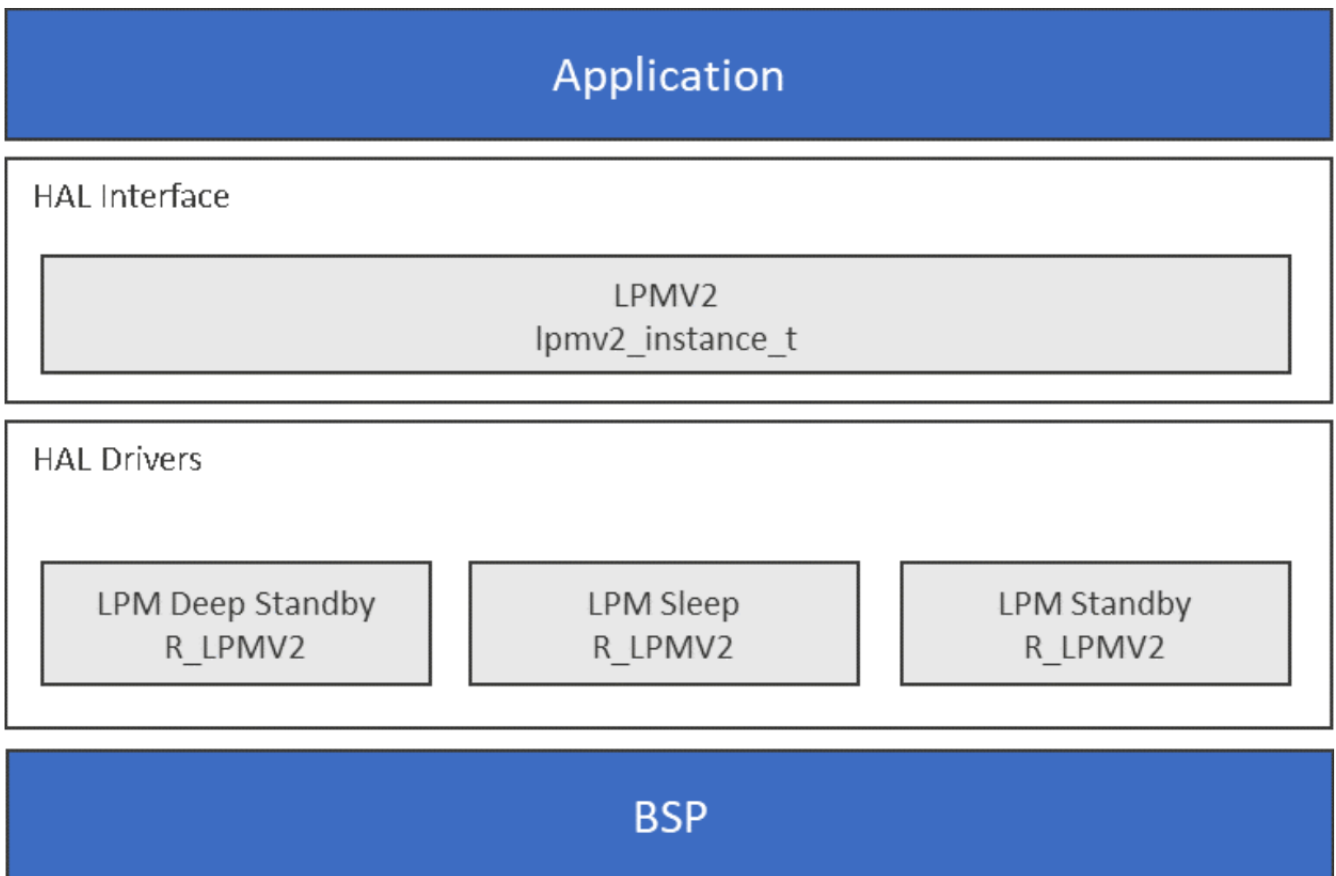 Application
HAL Interface
LPMV2
lpmv2_instance_t
HAL Drivers
LPM Deep Standby
R_LPMV2
LPM Sleep
R_LPMV2
LPM Standby
R_LPMV2
BSP